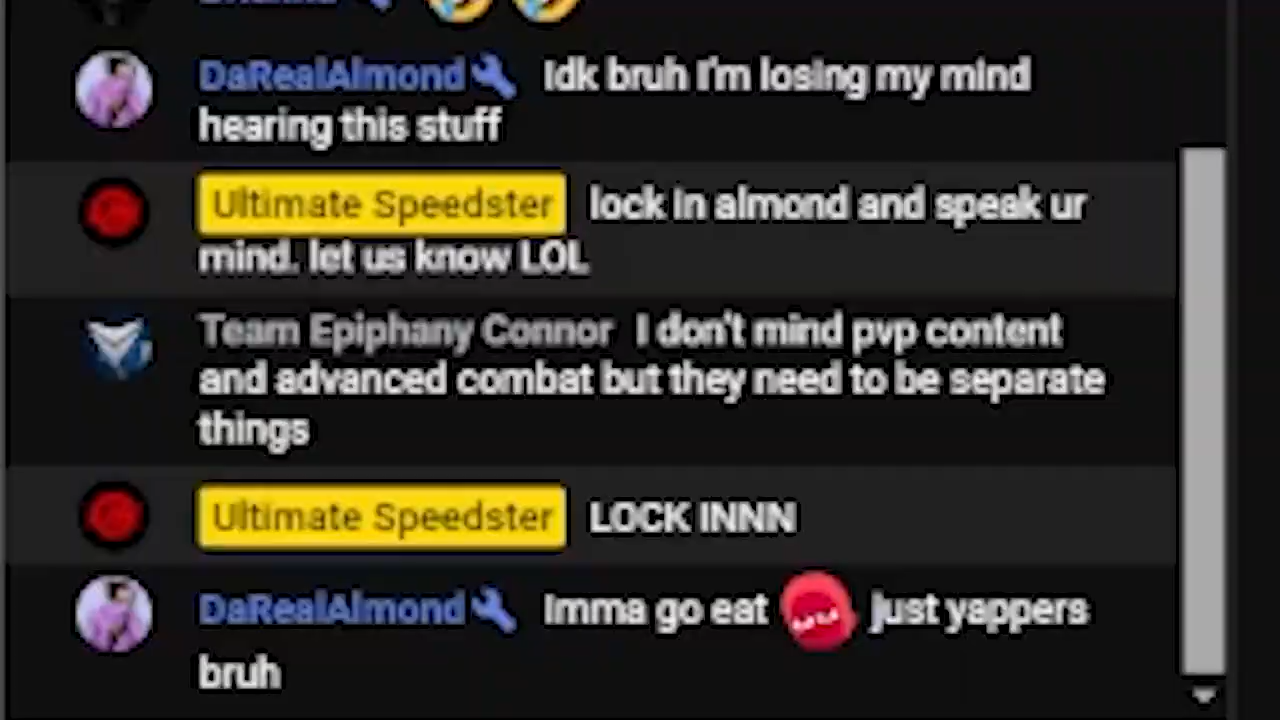 DaRealAlmond Idk bruh I'm losing my mind
hearing this stuff
Ultimate Speedster lock in almond and speak ur
mind. let us know LOL
Team Epiphany Connor I don't mind pvp content
and advanced combat but they need to be separate
things
Ultimate Speedster LOCK INNN
DaRealAlmond Imma go eat just yappers
bruh